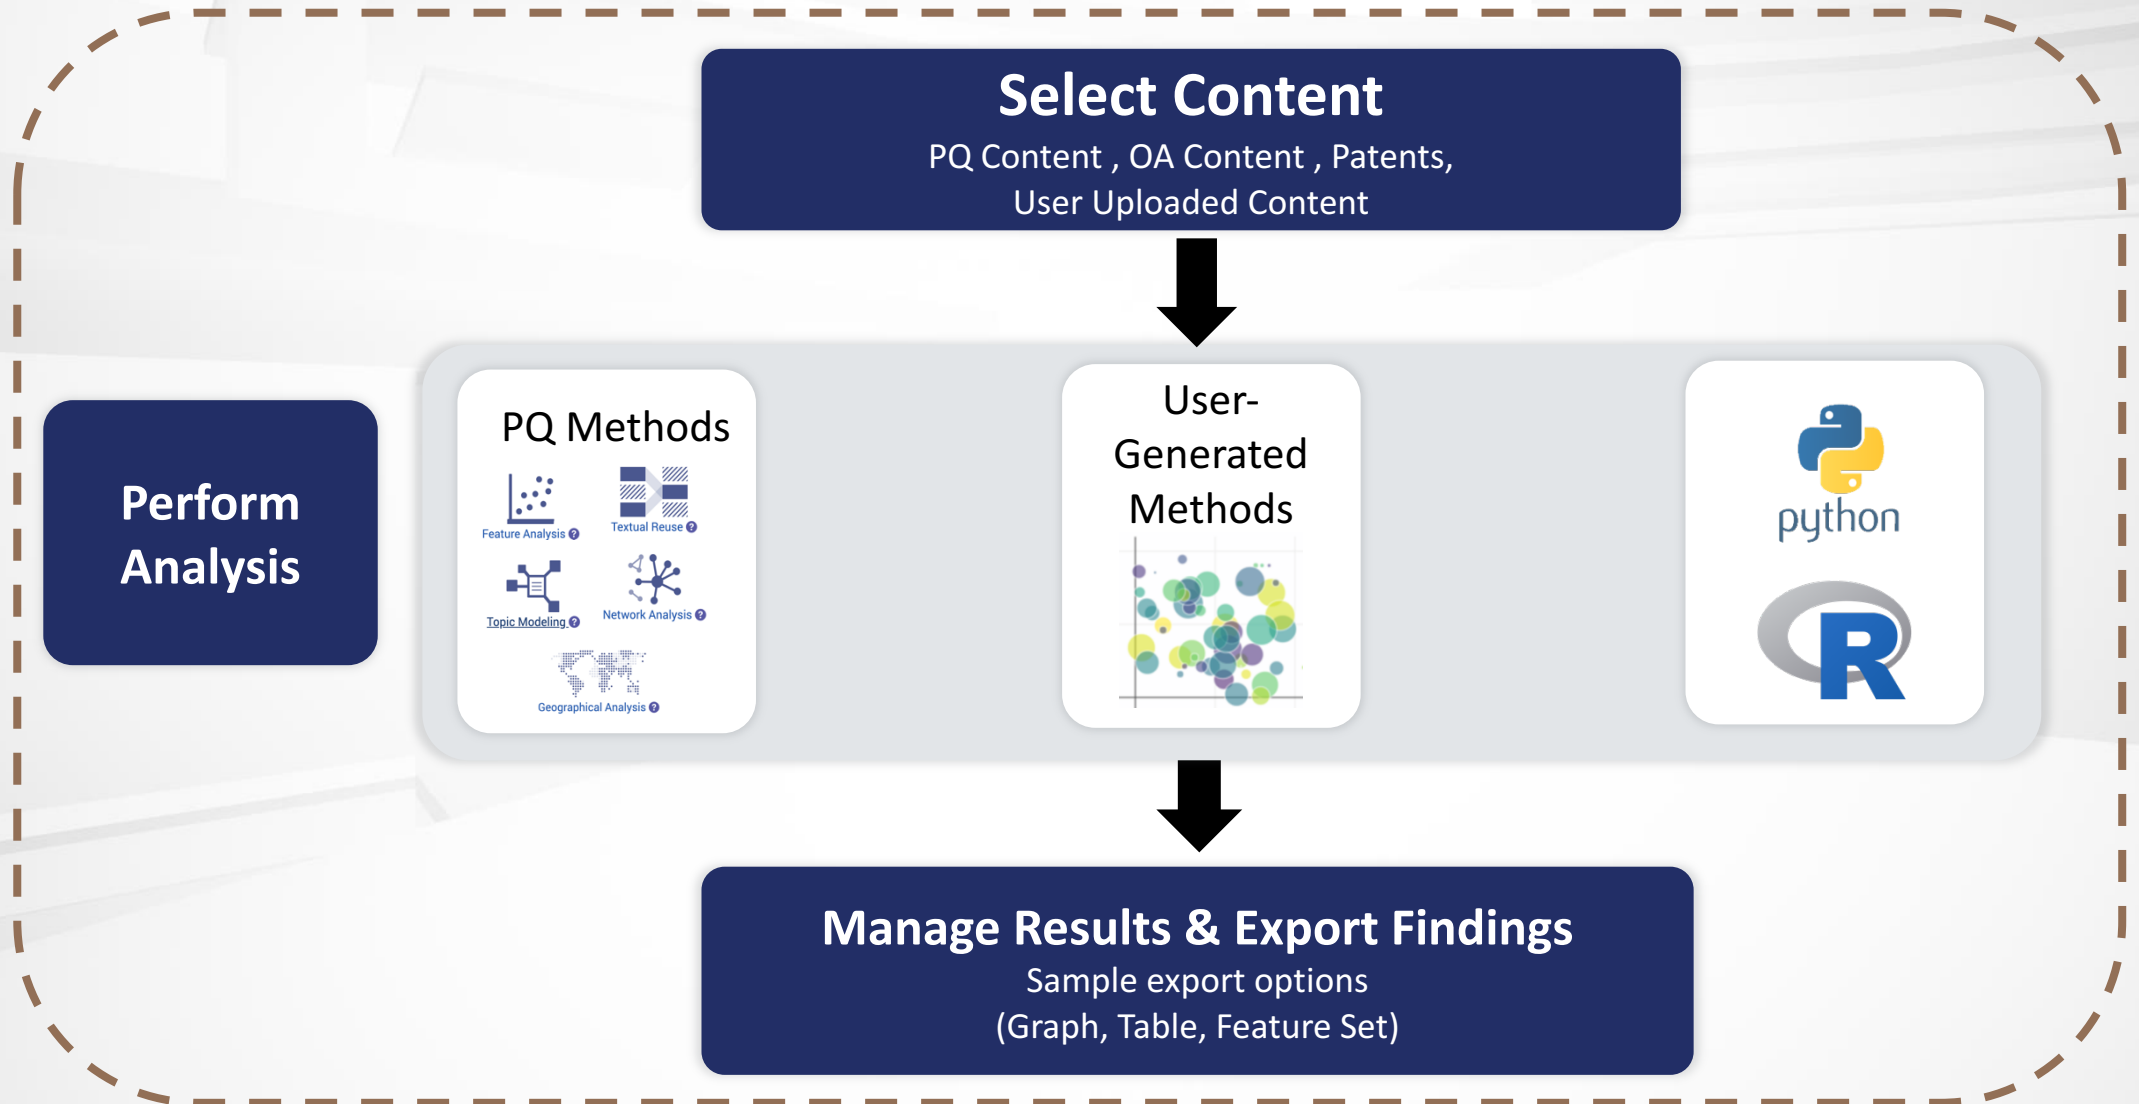 Select Content
PQ Content , OA Content , Patents,
User Uploaded Content
Perform
Analysis
PQ Methods
Feature Analysis ?
Textual Reuse ?
Topic Modeling ?
Network Analysis ?
Geographical Analysis ?
User-
Generated
Methods
python
R
Manage Results & Export Findings
Sample export options
(Graph, Table, Feature Set)